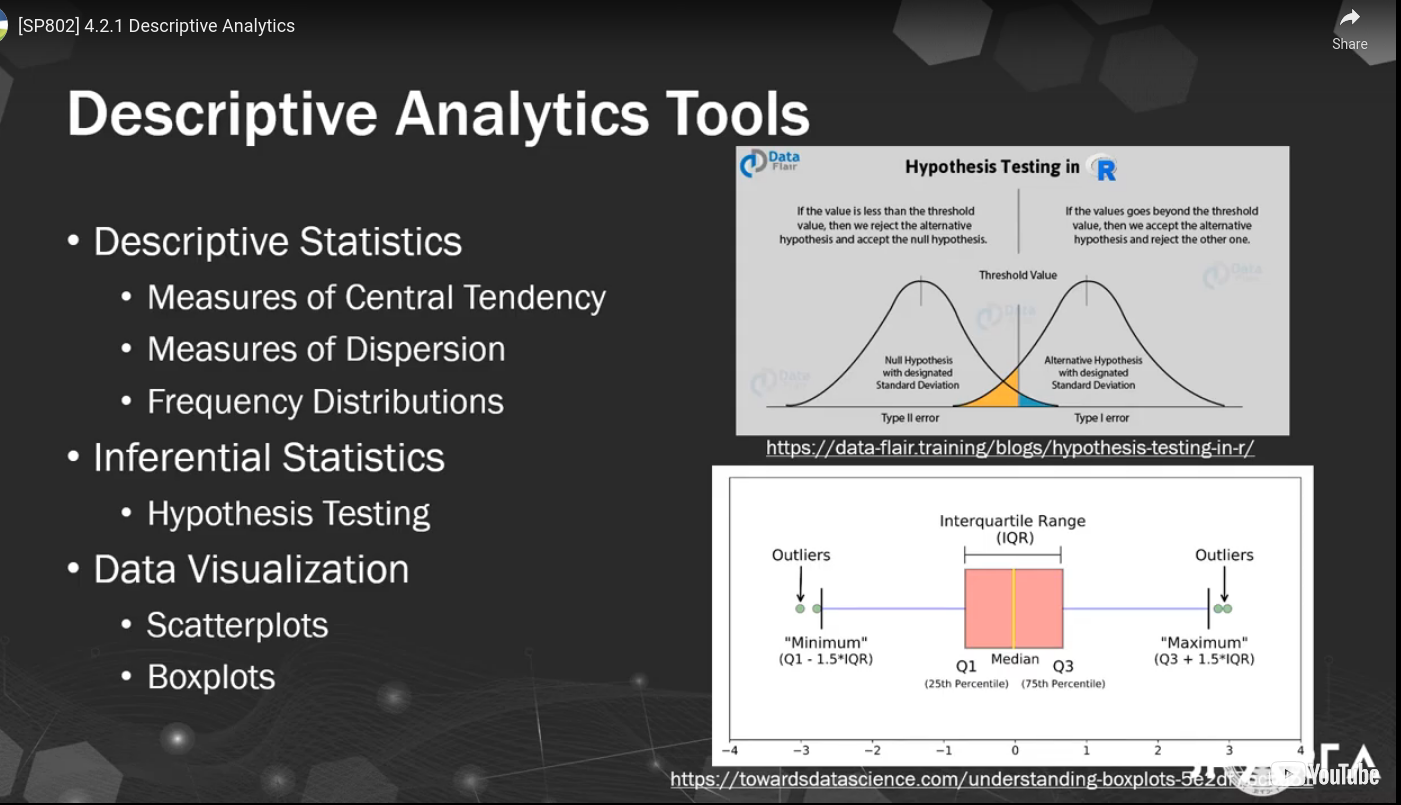 [SP802] 4.2.1 Descriptive Analytics
Share
Descriptive Analytics Tools
• Descriptive Statistics
• Measures of Central Tendency
• Measures of Dispersion
• Frequency Distributions
• Inferential Statistics
• Hypothesis Testing
• Data Visualization
• Scatterplots
• Boxplots
Data
Flair
Hypothesis Testing in R
If the value is less than the threshold
value, then we reject the alternative
hypothesis and accept the null hypothesis.
If the values goes beyond the threshold
value, then we accept the alternative
hypothesis and reject the other one.
Threshold Value
Null Hypothesis
with designated
Standard Deviation
Alternative Hypothesis
with designated
Standard Deviation
Type II error
Type I error
https://data-flair.training/blogs/hypothesis-testing-in-r/
Interquartile Range
(IQR)
Outliers
Outliers
"Minimum"
(Q1 - 1.5*IQR)
"Maximum"
(Q3 + 1.5*IQR)
Q1
Median
Q3
(25th Percentile)
(75th Percentile)
−4 −3 −2 −1 0 1 2 3 4
https://towardsdatascience.com/understanding-boxplots-
YouTube